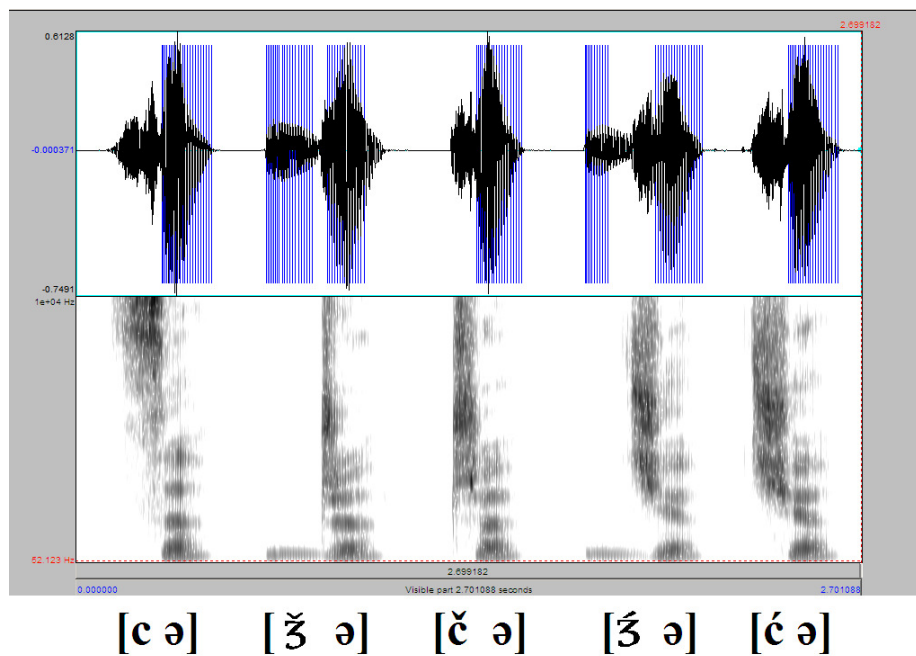 2.699182
0.6128
-0.000371
-0.7491
1e+04 Hz
52.123 Hz
2.699182
0.000000 Visible part 2.701088 seconds 2.701088
[c ə] [ǯ ə] [č ə] [ʒ́ ə] [ć ə]